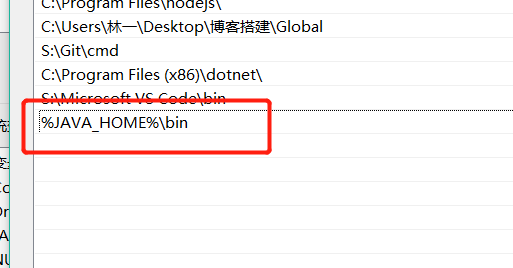 C:\Program Files\nodejs\
C:\Users\林一\Desktop\博客搭建\Global
S:\Git\cmd
C:\Program Files (x86)\dotnet\
S:\Microsoft VS Code\bin
%JAVA_HOME%\bin